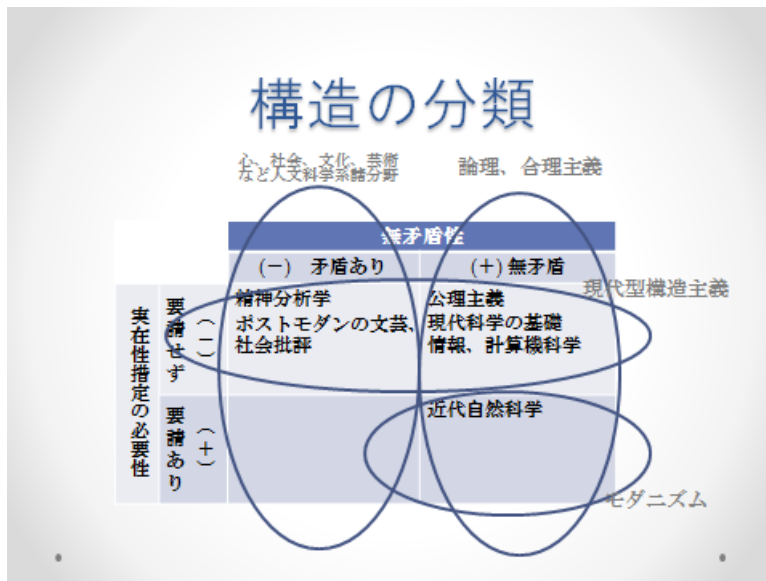 構造の分類
心、社会、文化、芸術
など人文科学系諸分野
論理、合理主義
無矛盾性
(－) 矛盾あり
(+) 無矛盾
現代型構造主義
実在性措定の必要性
要請せず
(－)
精神分析学
ポストモダンの文芸、
社会批評
公理主義
現代科学の基礎
情報、計算機科学
要請あり
(+)
近代自然科学
モダニズム